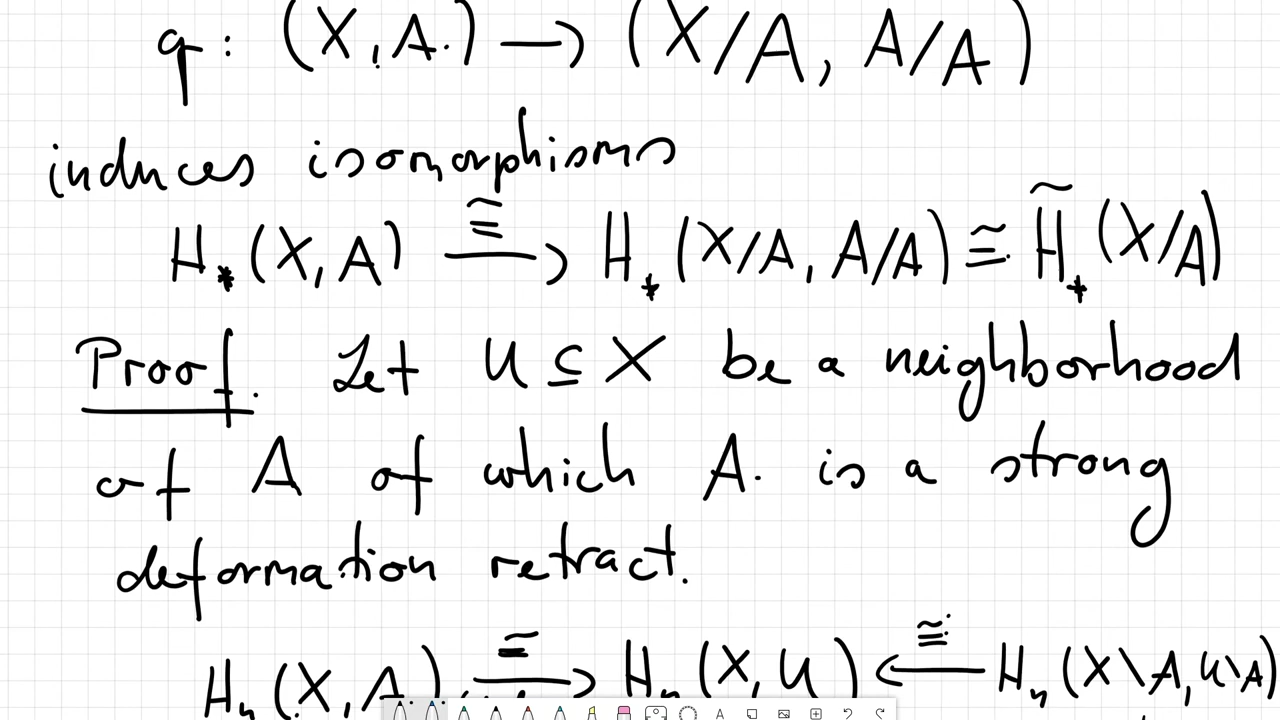 q: (X, A) → (X/A, A/A)
induces isomorphisms
H_*(X, A) ≅→ H_*(X/A, A/A) ≅ H̃_*(X/A)
Proof. Let U ⊆ X be a neighborhood
of A of which A is a strong
deformation retract.
H_n(X, A) ≅→ H_n(X, U) ≅← H_n(X\A, U\A)